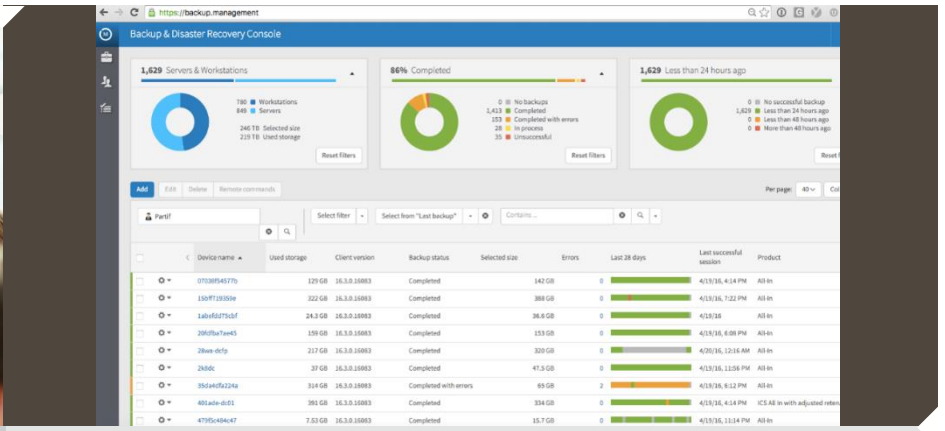 https://backup.management
Backup & Disaster Recovery Console
1,629 Servers & Workstations
780 Workstations
849 Servers
246 TB Selected size
219 TB Used storage
Reset filters
86% Completed
0 No backups
1,413 Completed
153 Completed with errors
28 In process
35 Unsuccessful
Reset filters
1,629 Less than 24 hours ago
0 No successful backup
1,629 Less than 24 hours ago
0 Less than 48 hours ago
0 More than 48 hours ago
Reset
Add Edit Delete Remote commands Per page: 40 Col
Partif Select filter Select from "Last backup" Contains ...
Device name Used storage Client version Backup status Selected size Errors Last 28 days Last successful session Product
129 GB 16.3.0.16083 Completed 142 GB 0 4/19/16, 4:14 PM All-In
322 GB 16.3.0.16083 Completed 0 4/19/16, 7:22 PM All-In
24.3 GB 16.3.0.16083 Completed 36.6 GB 0 4/19/16 All-In
159 GB 16.3.0.16083 Completed 153 GB 0 4/19/16, 6:08 PM All-In
28ws-dcfp 217 GB 16.3.0.16083 Completed 320 GB 0 4/20/16, 12:16 AM All-In
2kddc 37 GB 16.3.0.16083 Completed 47.5 GB 0 4/19/16, 11:56 PM All-In
39da4dfa224a 314 GB 16.3.0.16083 Completed with errors 2 4/19/16, 6:12 PM All-In
401ade-dc01 391 GB 16.3.0.16083 Completed 334 GB 0 4/19/16, 4:14 PM ICS All In with adjusted reten
479f5c404c47 7.53 GB 16.3.0.16083 Completed 15.7 GB 0 4/19/16, 11:14 PM All-In